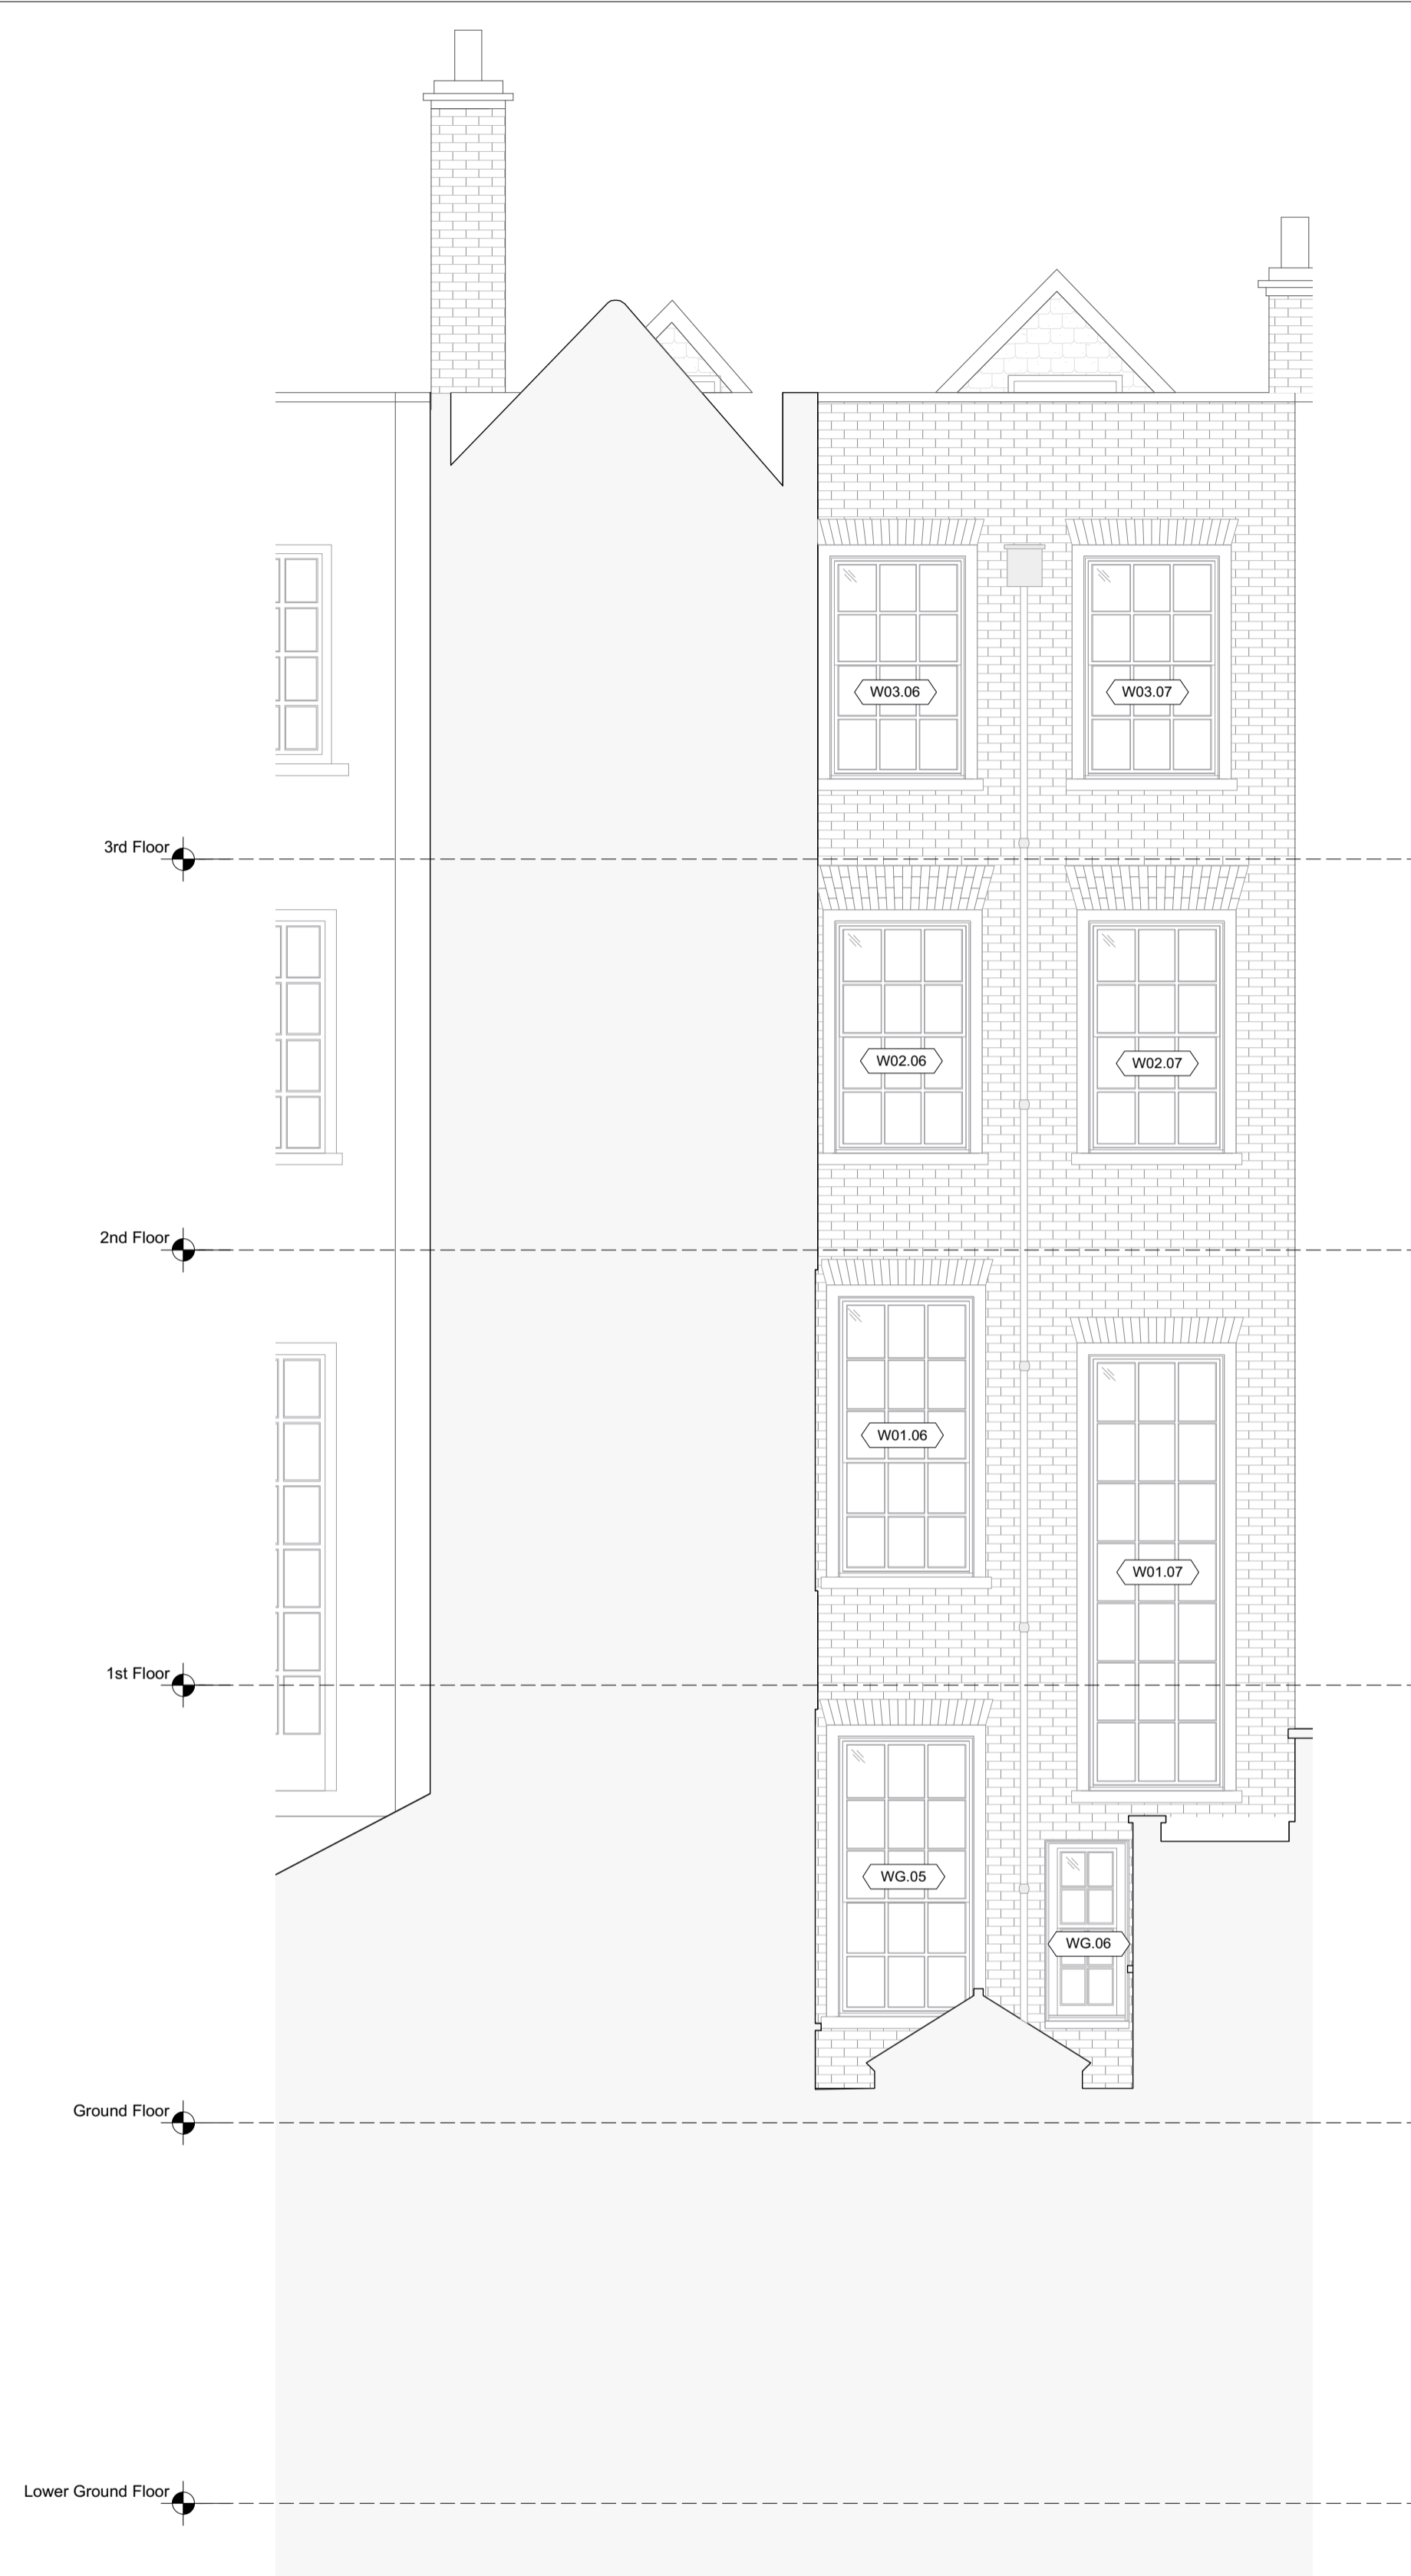 W03.06
W03.07
3rd Floor
W02.06
W02.07
2nd Floor
W01.06
W01.07
1st Floor
WG.05
WG.06
Ground Floor
Lower Ground Floor